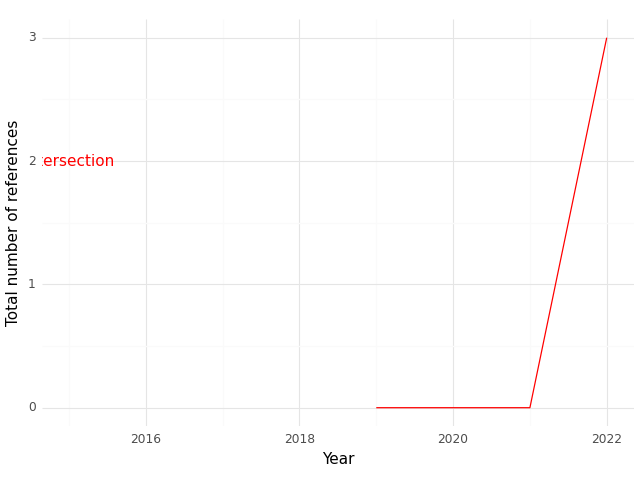 3
2
1
0
:ersection
2016
2018
2020
2022
Year
Total number of references